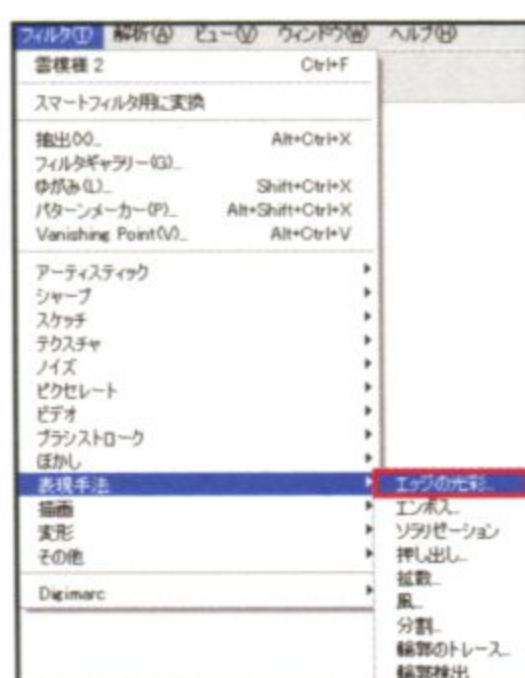 フィルタ(T) 解析(A) ビュー(V) ウィンドウ(W) ヘルプ(H)
雲模様 2 Ctrl+F
スマートフィルタ用に変換
抽出(X)... Alt+Ctrl+X
フィルタギャラリー(G)...
ゆがみ(L)... Shift+Ctrl+X
パターンメーカー(P)... Alt+Shift+Ctrl+X
Vanishing Point(V)... Alt+Ctrl+V
アーティスティック
シャープ
スケッチ
テクスチャ
ノイズ
ピクセレート
ビデオ
ブラシストローク
ぼかし
表現手法
描画
変形
その他
Digimarc
エッジの光彩...
エンボス...
ソラリゼーション
押し出し...
拡散...
風...
分割...
輪郭のトレース...
輪郭検出